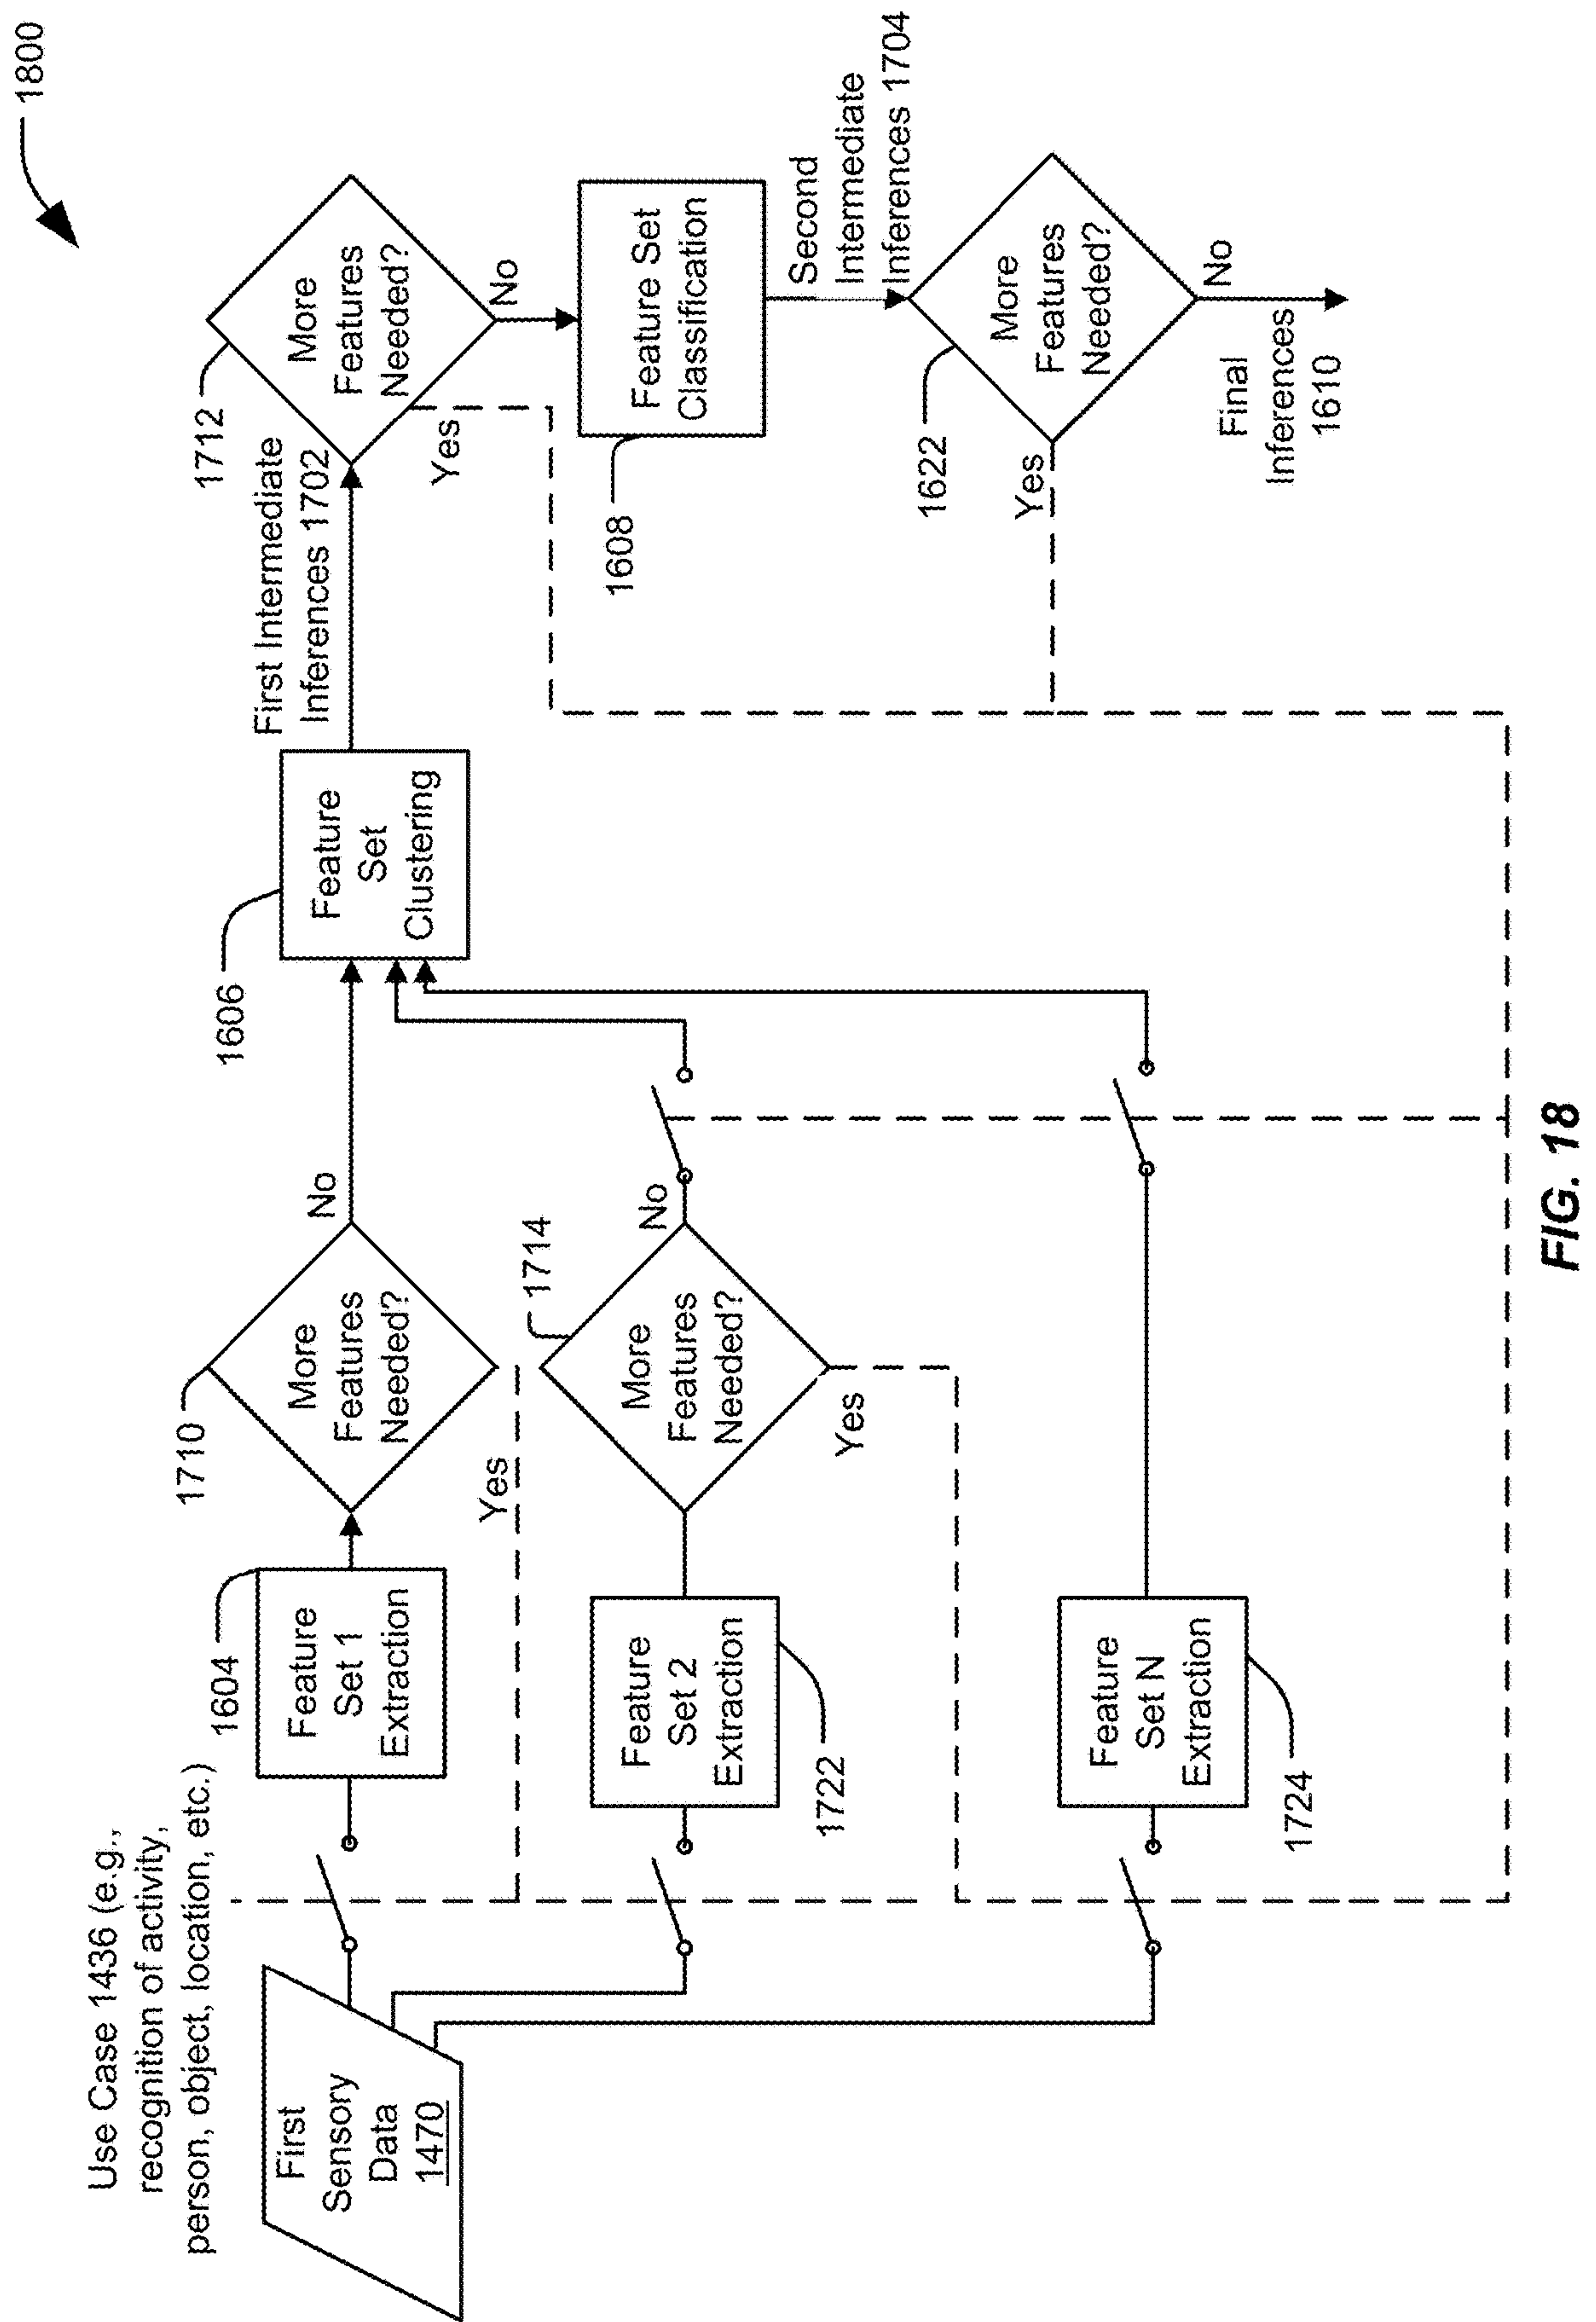 1800
Use Case 1436 (e.g.,
recognition of activity,
person, object, location, etc.)
First
Sensory
Data
1470
1604
Feature
Set 1
Extraction
1710
More
Features
Needed?
No
Yes
1606
Feature
Set
Clustering
First Intermediate
Inferences 1702
1712
More
Features
Needed?
No
Yes
Feature
Set 2
Extraction
1722
1714
More
Features
Needed?
No
Yes
1608
Feature Set
Classification
Second
Intermediate
Inferences 1704
Feature
Set N
Extraction
1724
1622
More
Features
Needed?
Yes
No
Final
Inferences
1610
FIG. 18